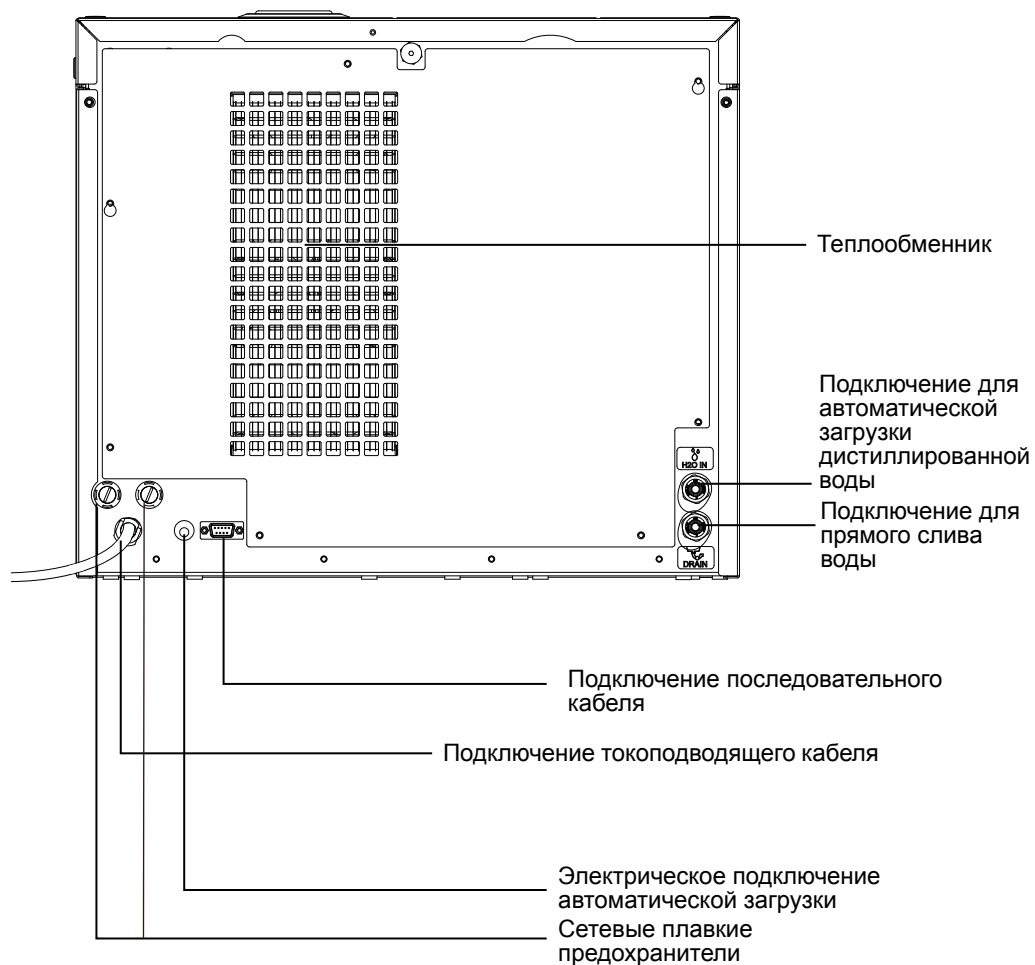 Теплообменник
Подключение для
автоматической
загрузки
дистиллированной
воды
H2O IN
Подключение для
прямого слива
воды
DRAIN
Подключение последовательного
кабеля
Подключение токоподводящего кабеля
Электрическое подключение
автоматической загрузки
Сетевые плавкие
предохранители